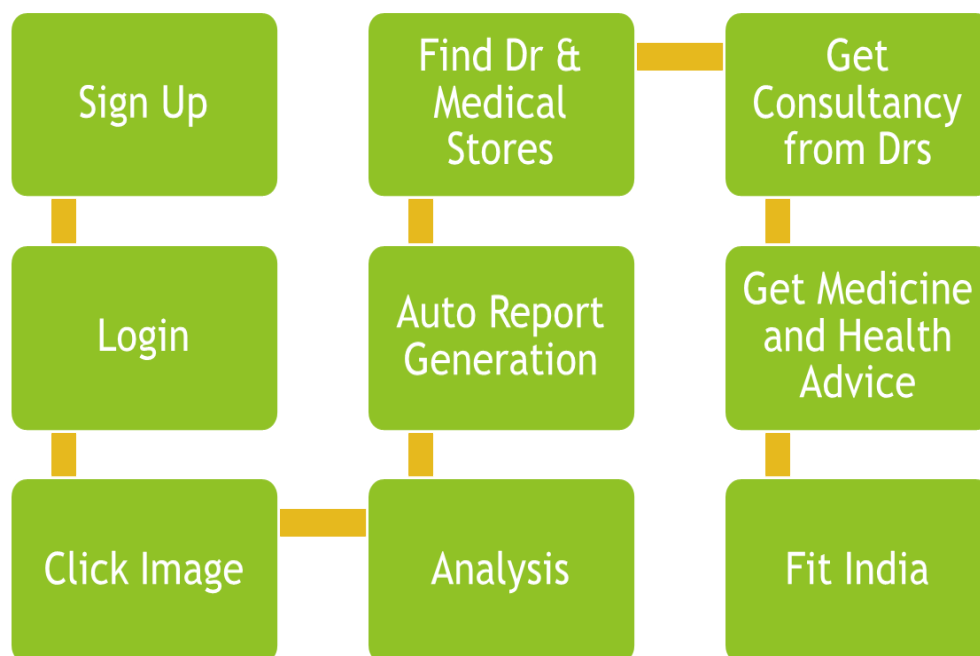 Sign Up
Login
Click Image
Analysis
Auto Report
Generation
Find Dr &
Medical
Stores
Get
Consultancy
from Drs
Get Medicine
and Health
Advice
Fit India